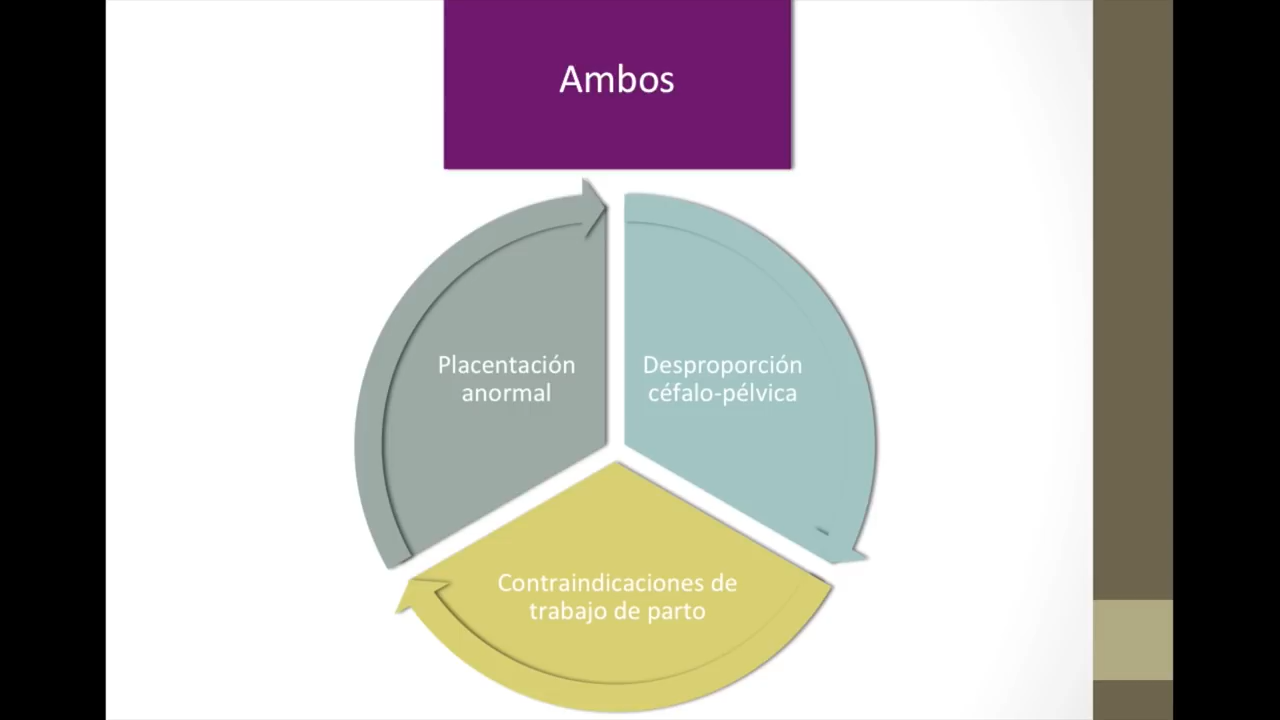 Ambos
Placentación
anormal
Desproporción
céfalo-pélvica
Contraindicaciones de
trabajo de parto